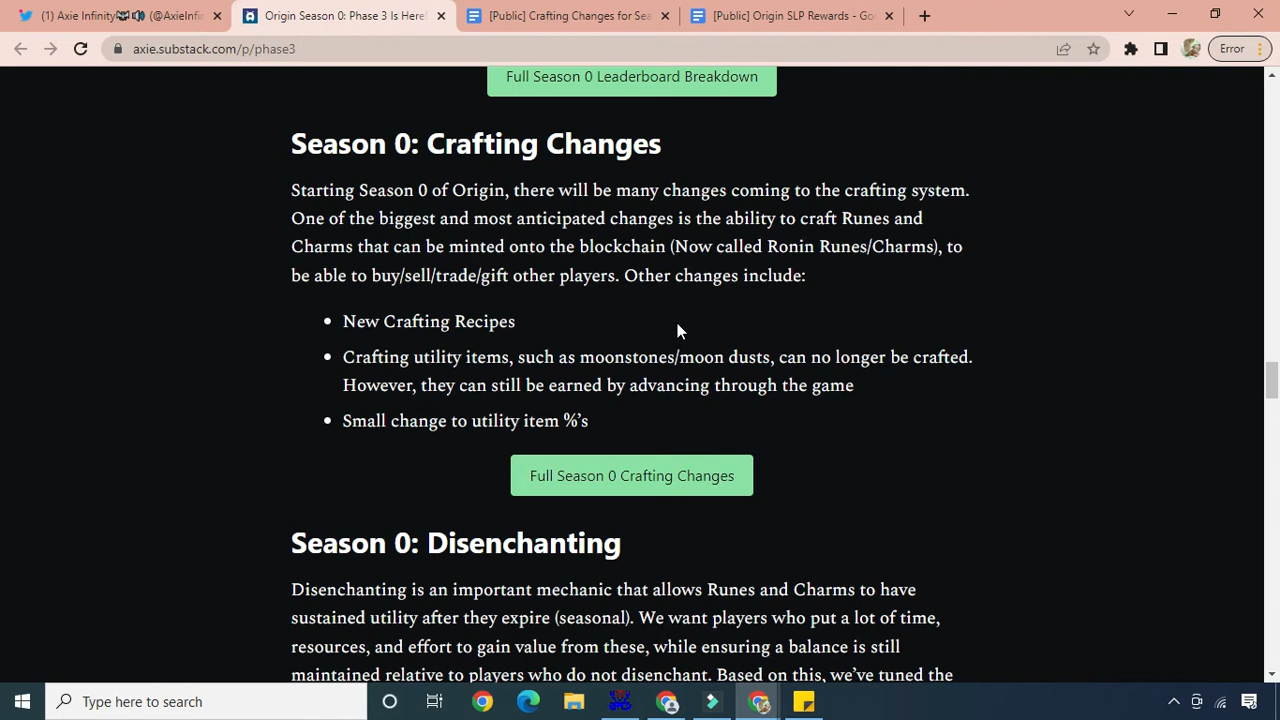 (1) Axie Infinity (@AxieInfin
Origin Season 0: Phase 3 Is Here!
[Public] Crafting Changes for Sea
[Public] Origin SLP Rewards - Goo
axie.substack.com/p/phase3
Error
Full Season 0 Leaderboard Breakdown
Season 0: Crafting Changes
Starting Season 0 of Origin, there will be many changes coming to the crafting system.
One of the biggest and most anticipated changes is the ability to craft Runes and
Charms that can be minted onto the blockchain (Now called Ronin Runes/Charms), to
be able to buy/sell/trade/gift other players. Other changes include:
• New Crafting Recipes
• Crafting utility items, such as moonstones/moon dusts, can no longer be crafted.
However, they can still be earned by advancing through the game
• Small change to utility item %’s
Full Season 0 Crafting Changes
Season 0: Disenchanting
Disenchanting is an important mechanic that allows Runes and Charms to have
sustained utility after they expire (seasonal). We want players who put a lot of time,
resources, and effort to gain value from these, while ensuring a balance is still
maintained relative to players who do not disenchant. Based on this, we’ve tuned the
Type here to search